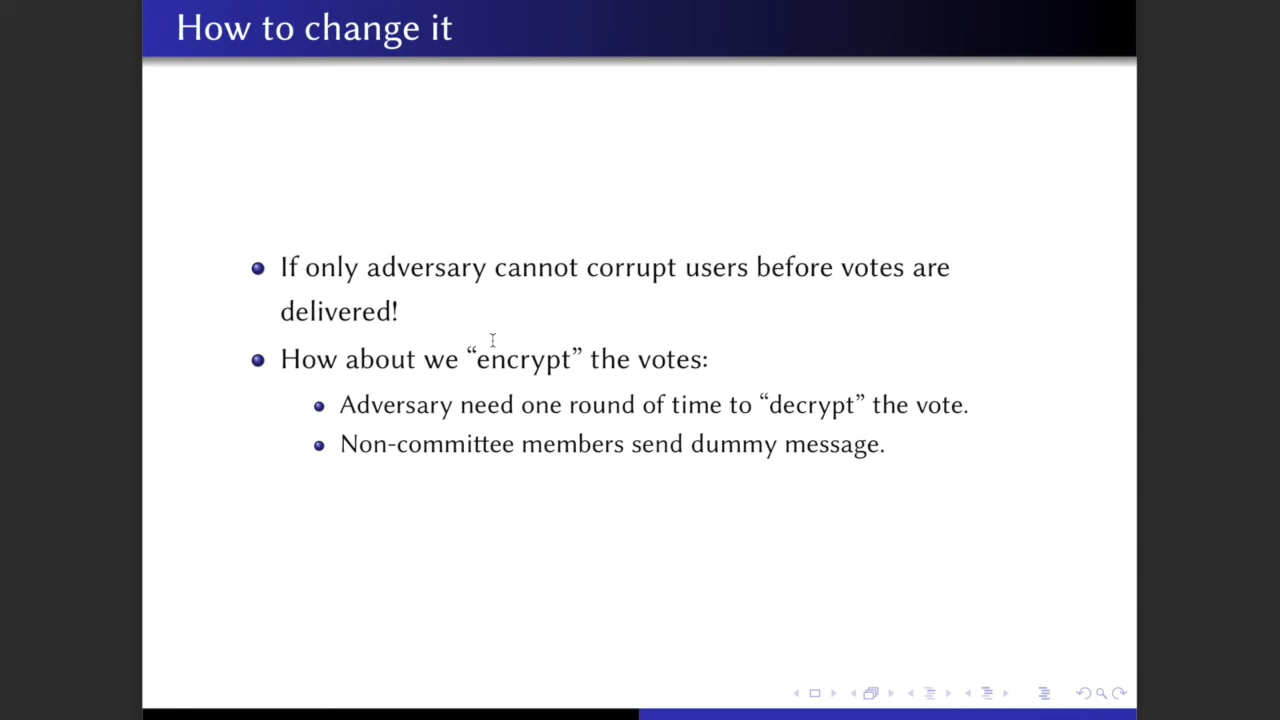 How to change it
If only adversary cannot corrupt users before votes are
delivered!
How about we “encrypt” the votes:
Adversary need one round of time to “decrypt” the vote.
Non-committee members send dummy message.